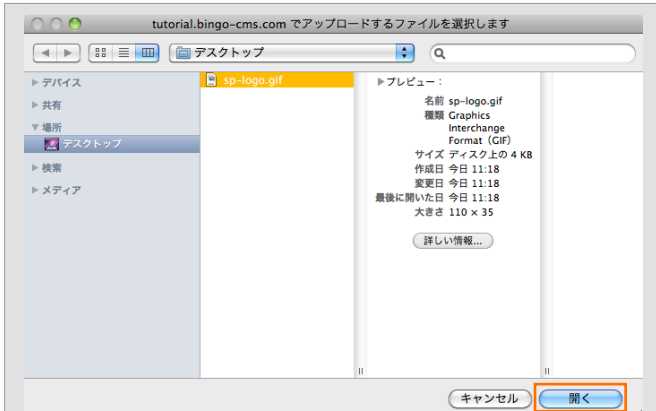 tutorial.bingo-cms.com でアップロードするファイルを選択します
デスクトップ
▶デバイス
▶共有
▼場所
デスクトップ
▶検索
▶メディア
sp-logo.gif
▶プレビュー：
名前 sp-logo.gif
種類 Graphics
Interchange
Format（GIF）
サイズ ディスク上の 4 KB
作成日 今日 11:18
変更日 今日 11:18
最後に開いた日 今日 11:18
大きさ 110 × 35
詳しい情報...
キャンセル
開く